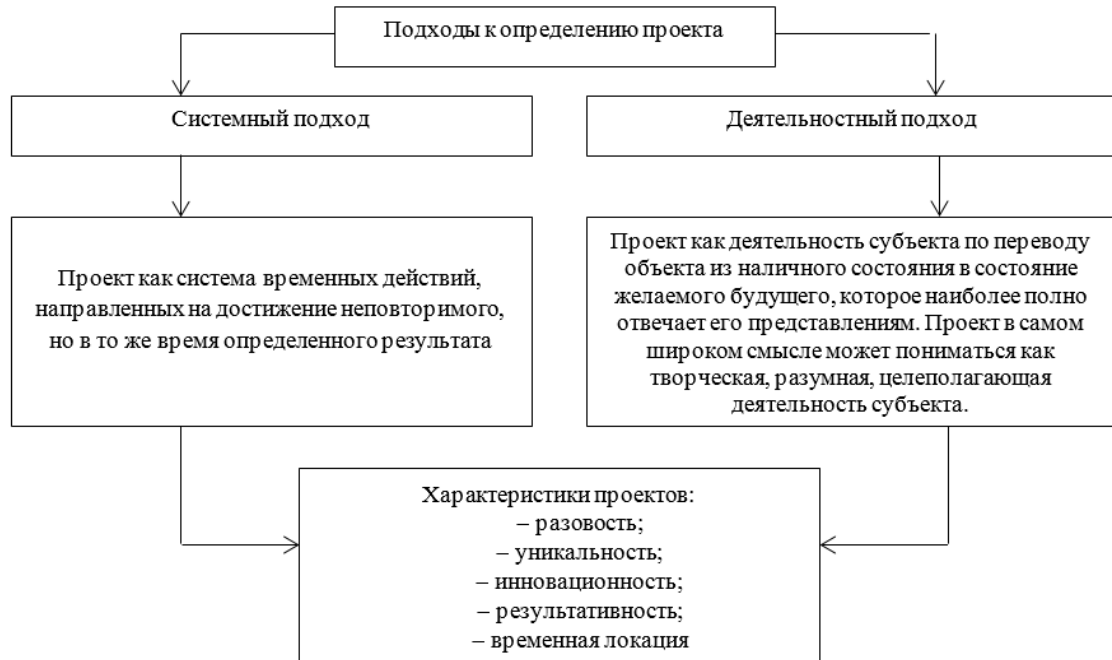 Подходы к определению проекта
Системный подход
Деятельностный подход
Проект как система временных действий,
направленных на достижение неповторимого,
но в то же время определенного результата
Проект как деятельность субъекта по переводу
объекта из наличного состояния в состояние
желаемого будущего, которое наиболее полно
отвечает его представлениям. Проект в самом
широком смысле может пониматься как
творческая, разумная, целеполагающая
деятельность субъекта.
Характеристики проектов:
– разовость;
– уникальность;
– инновационность;
– результативность;
– временная локация